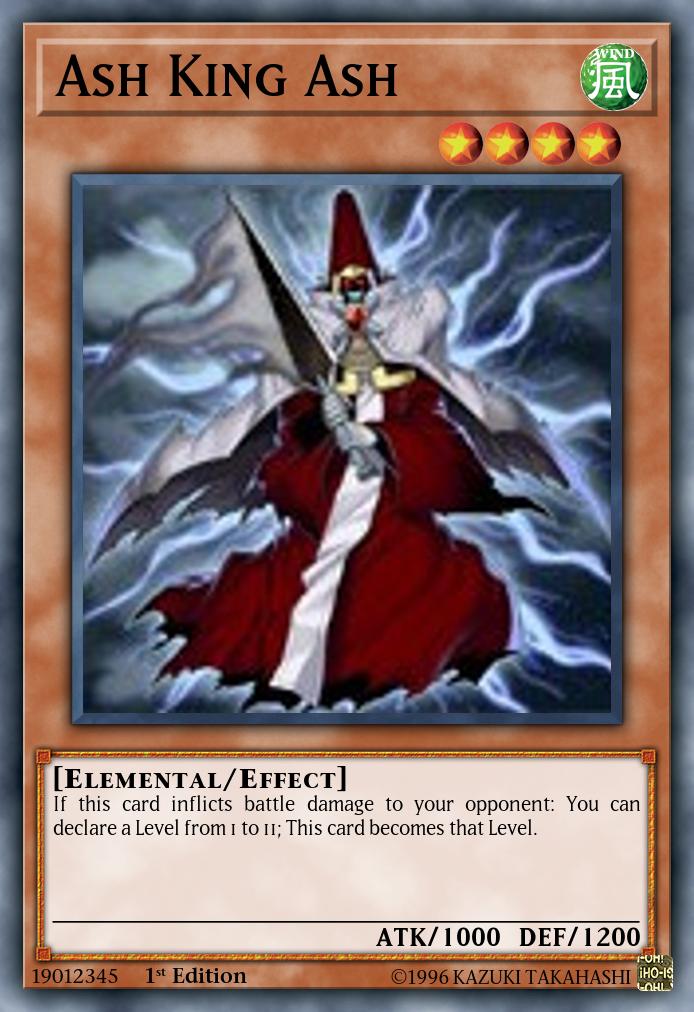 Ash King Ash
WIND
風
[Elemental/Effect]
If this card inflicts battle damage to your opponent: You can
declare a Level from 1 to 11; This card becomes that Level.
ATK/1000 DEF/1200
19012345 1st Edition ©1996 KAZUKI TAKAHASHI